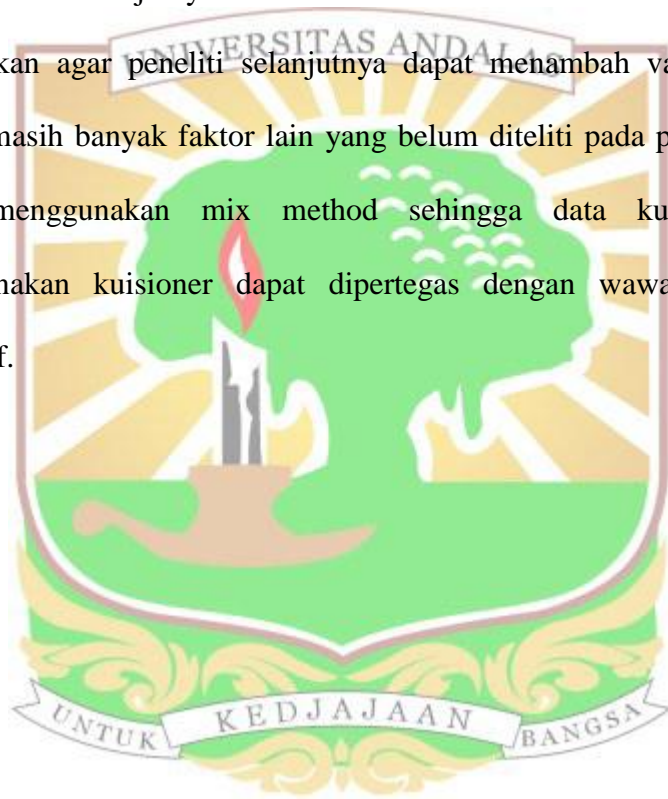 UNIVERSITAS ANDALAS
kan agar peneliti selanjutnya dapat menambah va
masih banyak faktor lain yang belum diteliti pada p
menggunakan mix method sehingga data ku
nakan kuisioner dapat dipertegas dengan wawa
f.
UNTUK KEDJAJAAN BANGSA